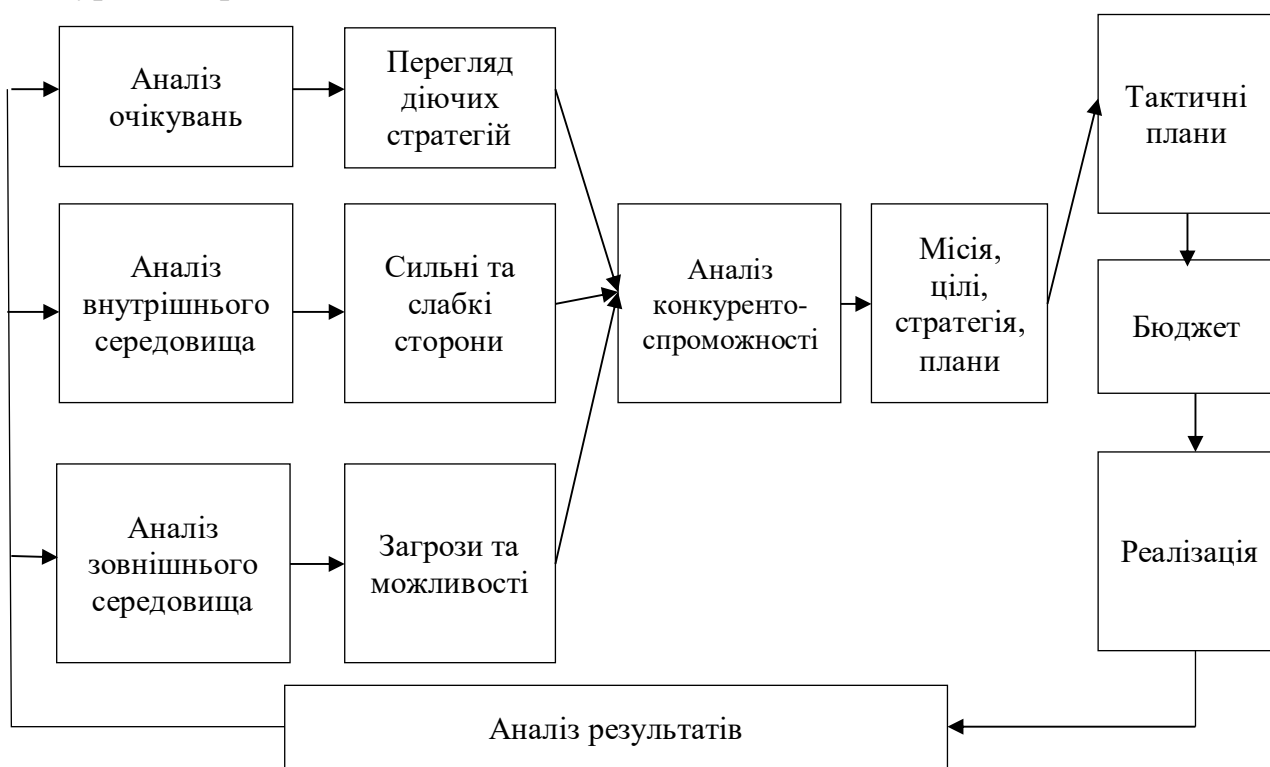 Аналіз
очікувань
Перегляд
діючих
стратегій
Тактичні
плани
Аналіз
внутрішнього
середовища
Сильні та
слабкі
сторони
Аналіз
конкуренто-
спроможності
Місія,
цілі,
стратегія,
плани
Бюджет
Аналіз
зовнішнього
середовища
Загрози та
можливості
Реалізація
Аналіз результатів